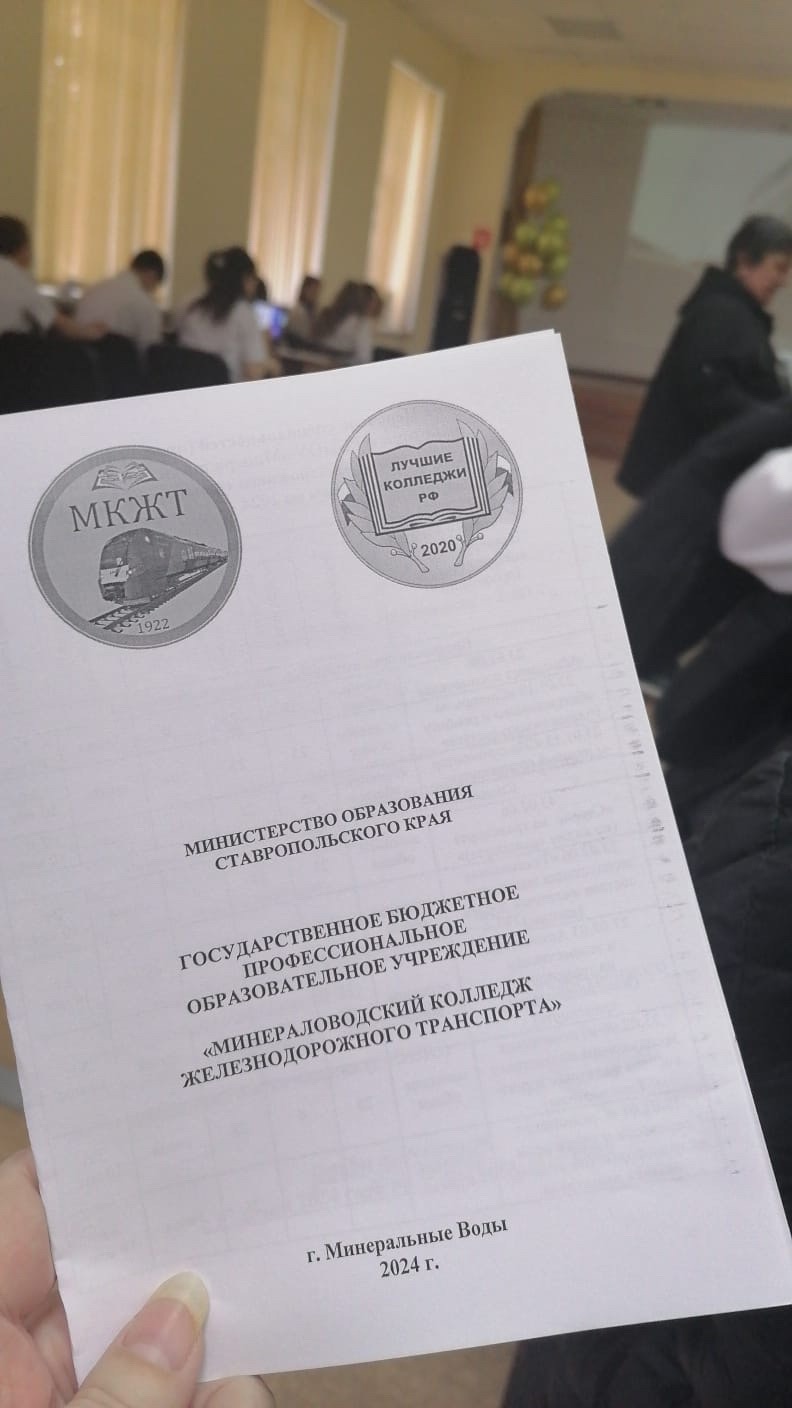 МКЖТ
1922
ЛУЧШИЕ
КОЛЛЕДЖИ
РФ
2020
МИНИСТЕРСТВО ОБРАЗОВАНИЯ
СТАВРОПОЛЬСКОГО КРАЯ
ГОСУДАРСТВЕННОЕ БЮДЖЕТНОЕ
ПРОФЕССИОНАЛЬНОЕ
ОБРАЗОВАТЕЛЬНОЕ УЧРЕЖДЕНИЕ
«МИНЕРАЛОВОДСКИЙ КОЛЛЕДЖ
ЖЕЛЕЗНОДОРОЖНОГО ТРАНСПОРТА»
г. Минеральные Воды
2024 г.